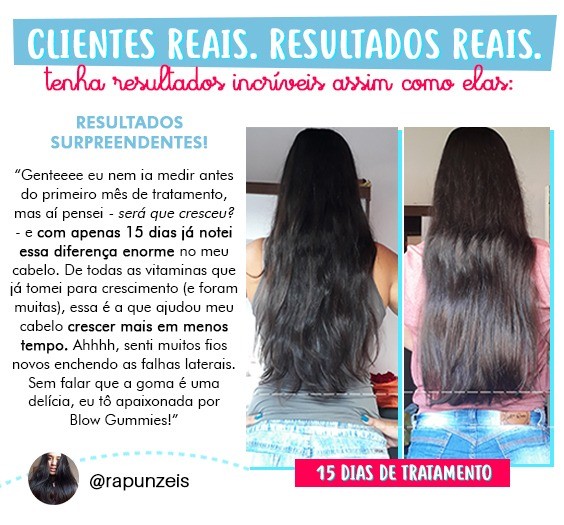 CLIENTES REAIS. RESULTADOS REAIS.
tenha resultados incríveis assim como elas:
RESULTADOS
SURPREENDENTES!
“Genteeee eu nem ia medir antes
do primeiro mês de tratamento,
mas aí pensei - será que cresceu?
- e com apenas 15 dias já notei
essa diferença enorme no meu
cabelo. De todas as vitaminas que
já tomei para crescimento (e foram
muitas), essa é a que ajudou meu
cabelo crescer mais em menos
tempo. Ahhhh, senti muitos fios
novos enchendo as falhas laterais.
Sem falar que a goma é uma
delícia, eu tô apaixonada por
Blow Gummies!”
15 DIAS DE TRATAMENTO
@rapunzeis